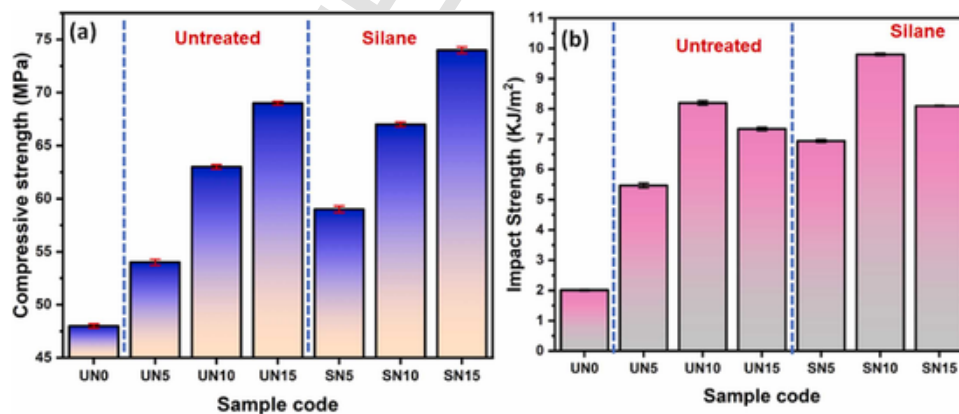 (a)
Untreated
Silane
Compressive strength (MPa)
75
70
65
60
55
50
45
UN0 UN5 UN10 UN15 SN5 SN10 SN15
Sample code
(b)
Silane
Untreated
Impact Strength (KJ/m²)
11
10
9
8
7
6
5
4
3
2
1
0
UN0 UN5 UN10 UN15 SN5 SN10 SN15
Sample code